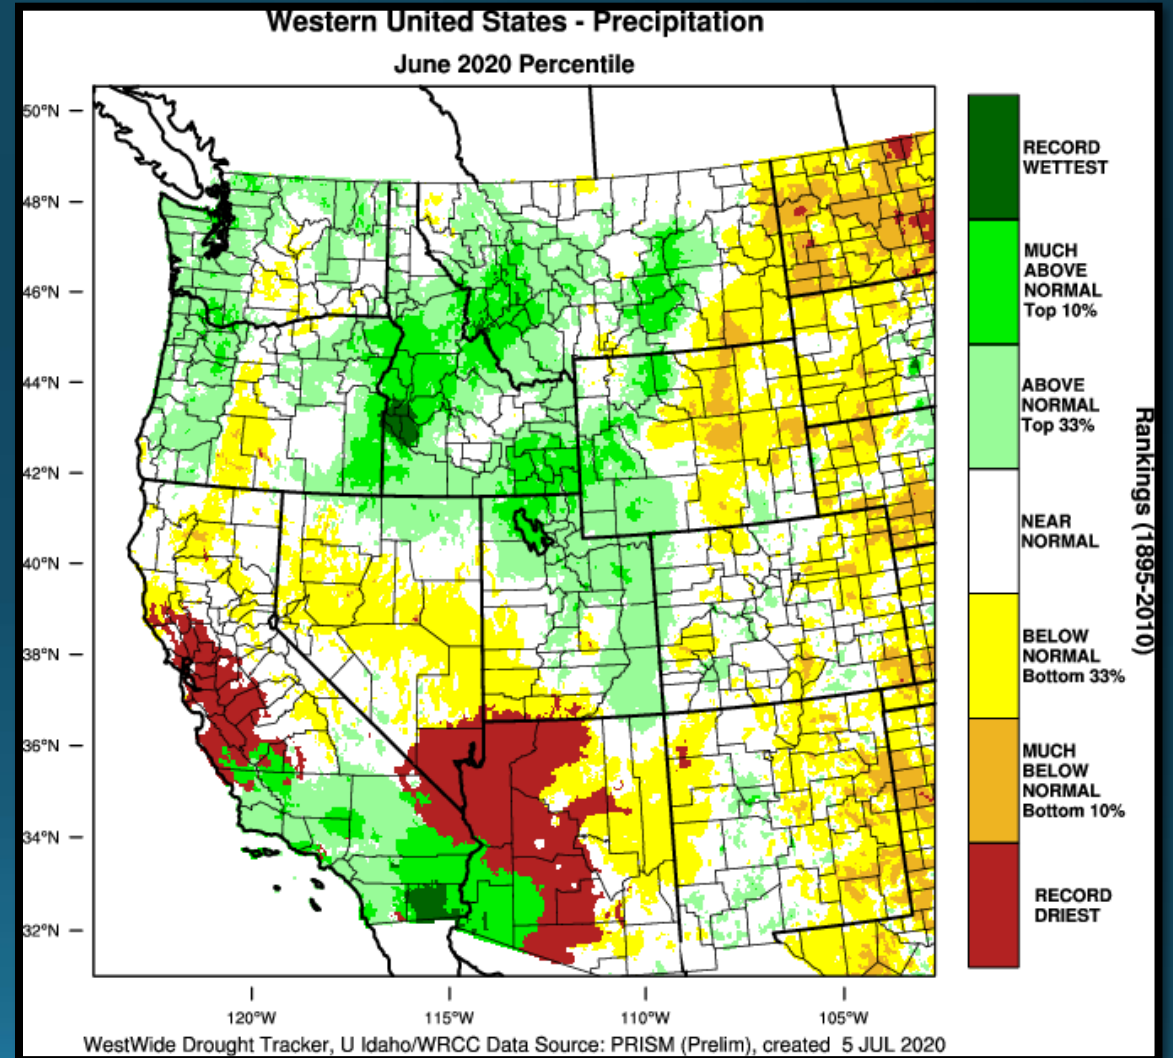 Western United States - Precipitation
June 2020 Percentile
50°N
48°N
46°N
44°N
42°N
40°N
38°N
36°N
34°N
32°N
120°W
115°W
110°W
105°W
RECORD
WETTEST
MUCH
ABOVE
NORMAL
Top 10%
ABOVE
NORMAL
Top 33%
NEAR
NORMAL
BELOW
NORMAL
Bottom 33%
MUCH
BELOW
NORMAL
Bottom 10%
RECORD
DRIEST
Rankings (1895-2010)
WestWide Drought Tracker, U Idaho/WRCC Data Source: PRISM (Prelim), created 5 JUL 2020